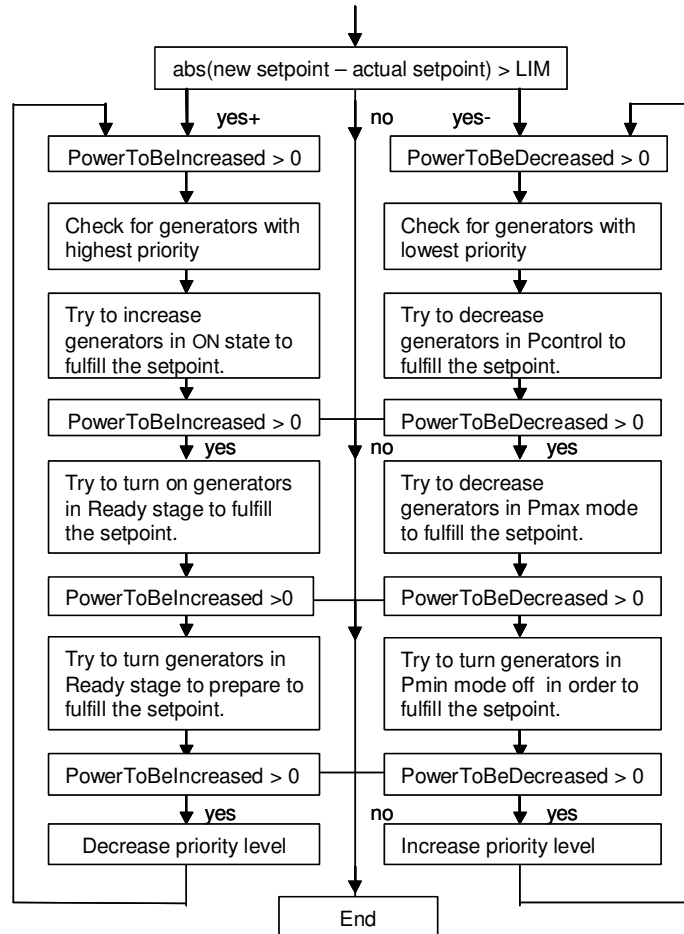 abs(new setpoint – actual setpoint) > LIM
yes+
no
yes-
PowerToBeIncreased > 0
PowerToBeDecreased > 0
Check for generators with
highest priority
Check for generators with
lowest priority
Try to increase
generators in ON state to
fulfill the setpoint.
Try to decrease
generators in Pcontrol to
fulfill the setpoint.
PowerToBeIncreased > 0
PowerToBeDecreased > 0
yes
no
yes
Try to turn on generators
in Ready stage to fulfill
the setpoint.
Try to decrease
generators in Pmax mode
to fulfill the setpoint.
PowerToBeIncreased >0
PowerToBeDecreased > 0
Try to turn generators in
Ready stage to prepare to
fulfill the setpoint.
Try to turn generators in
Pmin mode off in order to
fulfill the setpoint.
PowerToBeIncreased > 0
PowerToBeDecreased > 0
yes
no
yes
Decrease priority level
Increase priority level
End